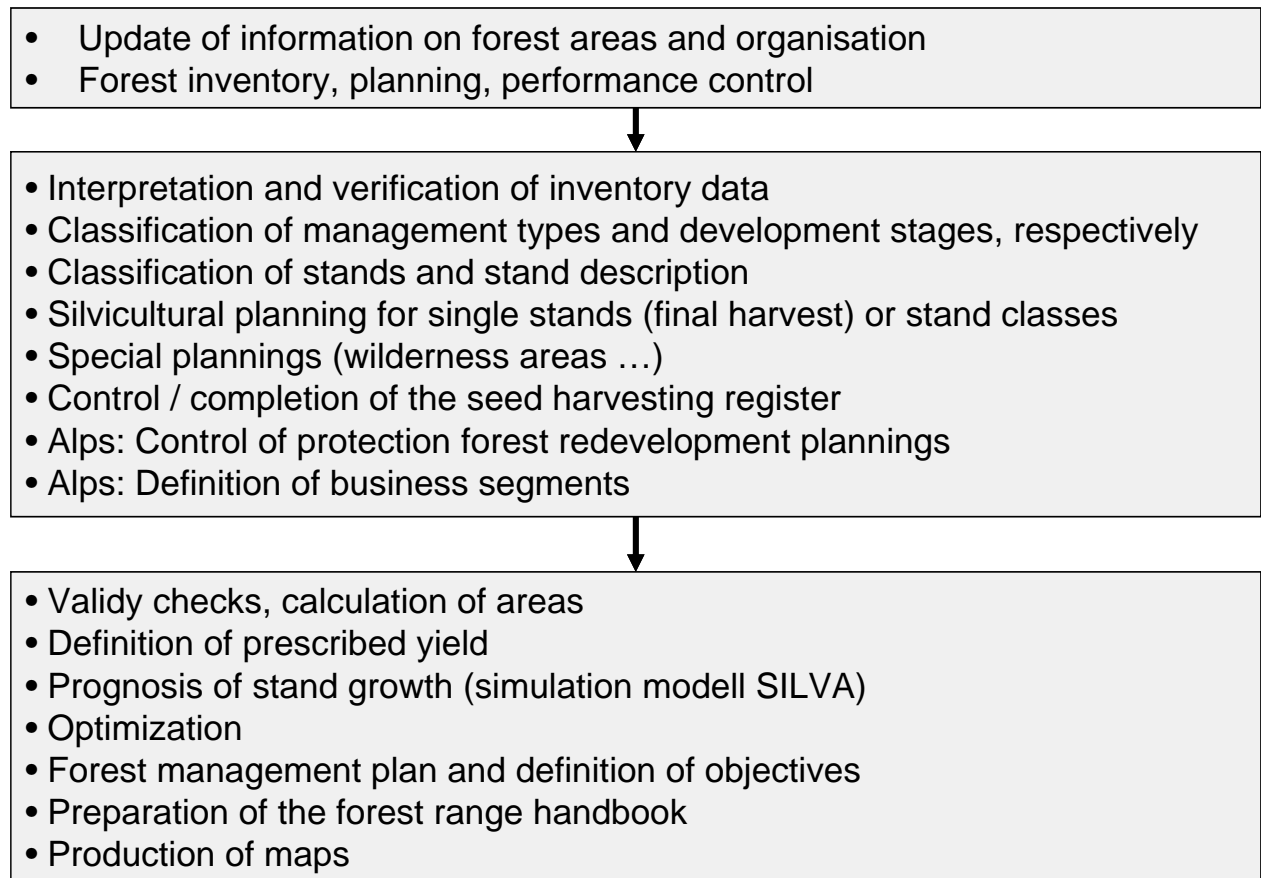 • Update of information on forest areas and organisation
• Forest inventory, planning, performance control
• Interpretation and verification of inventory data
• Classification of management types and development stages, respectively
• Classification of stands and stand description
• Silvicultural planning for single stands (final harvest) or stand classes
• Special plannings (wilderness areas …)
• Control / completion of the seed harvesting register
• Alps: Control of protection forest redevelopment plannings
• Alps: Definition of business segments
• Validy checks, calculation of areas
• Definition of prescribed yield
• Prognosis of stand growth (simulation modell SILVA)
• Optimization
• Forest management plan and definition of objectives
• Preparation of the forest range handbook
• Production of maps